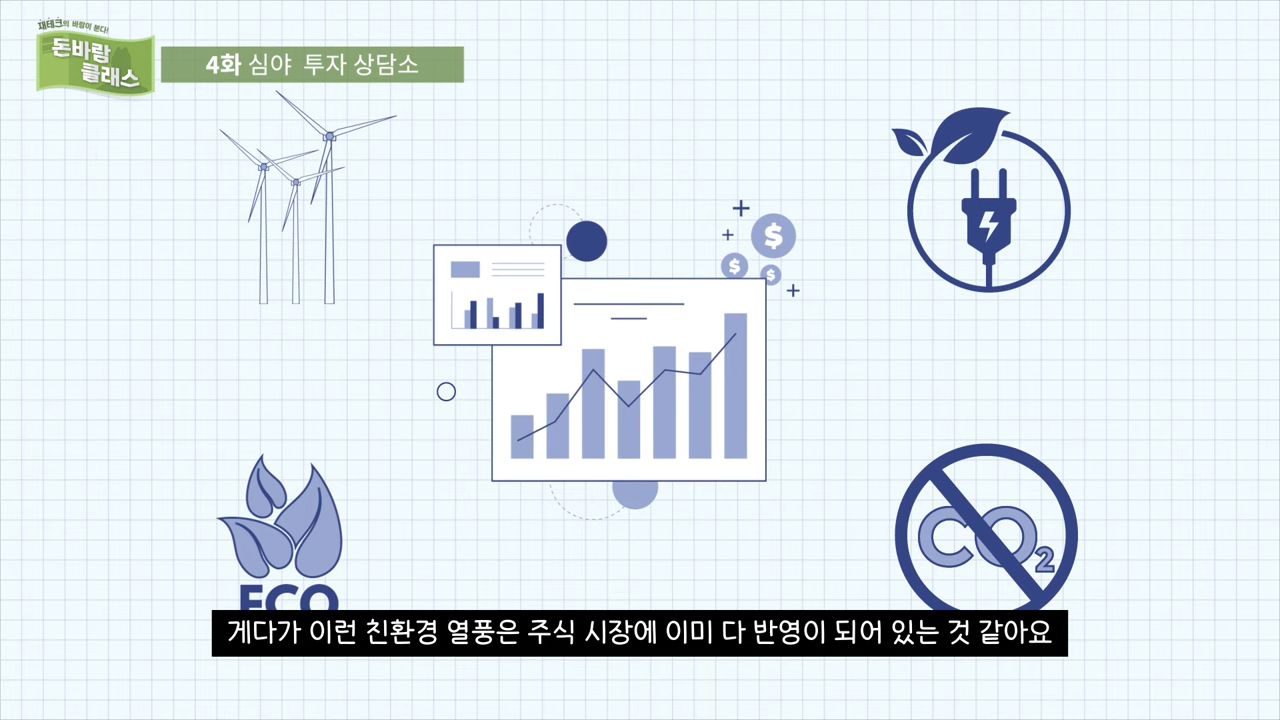 재테크의 바람이 분다!
돈바람
클래스
4화 심야 투자 상담소
$
$
$
ECO
CO2
게다가 이런 친환경 열풍은 주식 시장에 이미 다 반영이 되어 있는 것 같아요